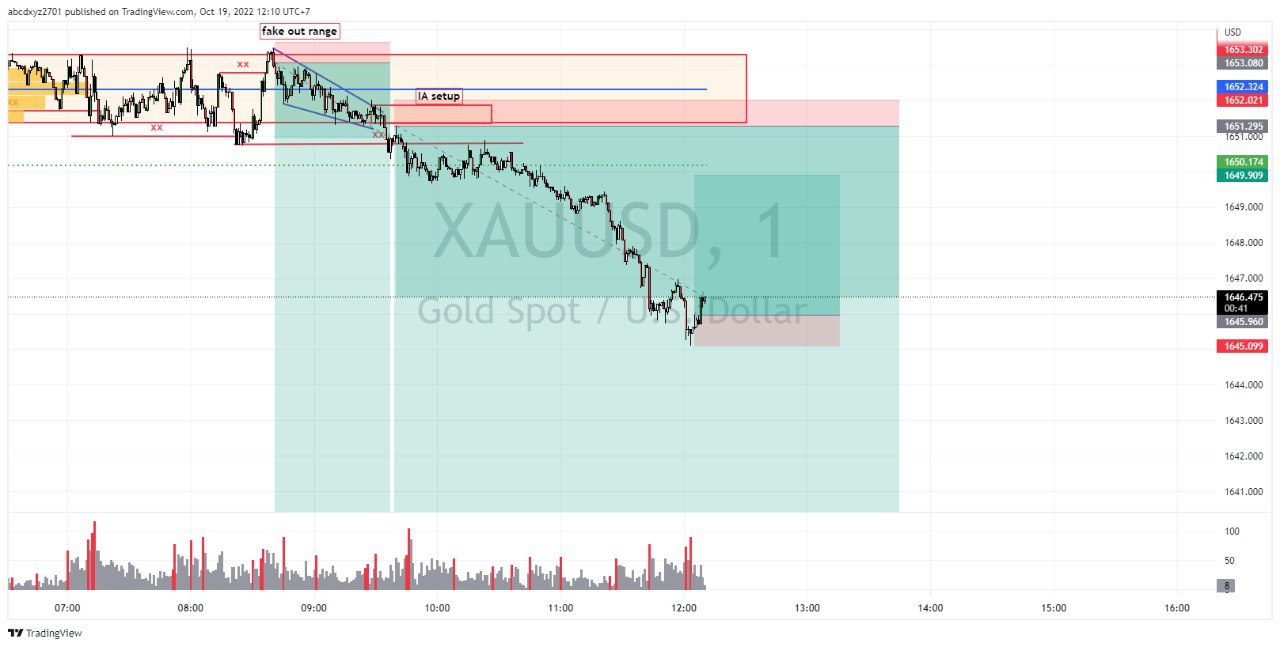 abcdxyz2701 published on TradingView.com, Oct 19, 2022 12:10 UTC+7
USD
fake out range
1653.302
xx
1653.080
1652.324
IA setup
xx
1652.021
xx
1651.295
xx
1651.000
1650.174
1649.909
1649.000
XAUUSD, 1
1648.000
1647.000
Gold Spot / U.S. Dollar
1646.475
00:41
1645.960
1645.099
1644.000
1643.000
1642.000
1641.000
100
50
8
07:00 08:00 09:00 10:00 11:00 12:00 13:00 14:00 15:00 16:00
TradingView